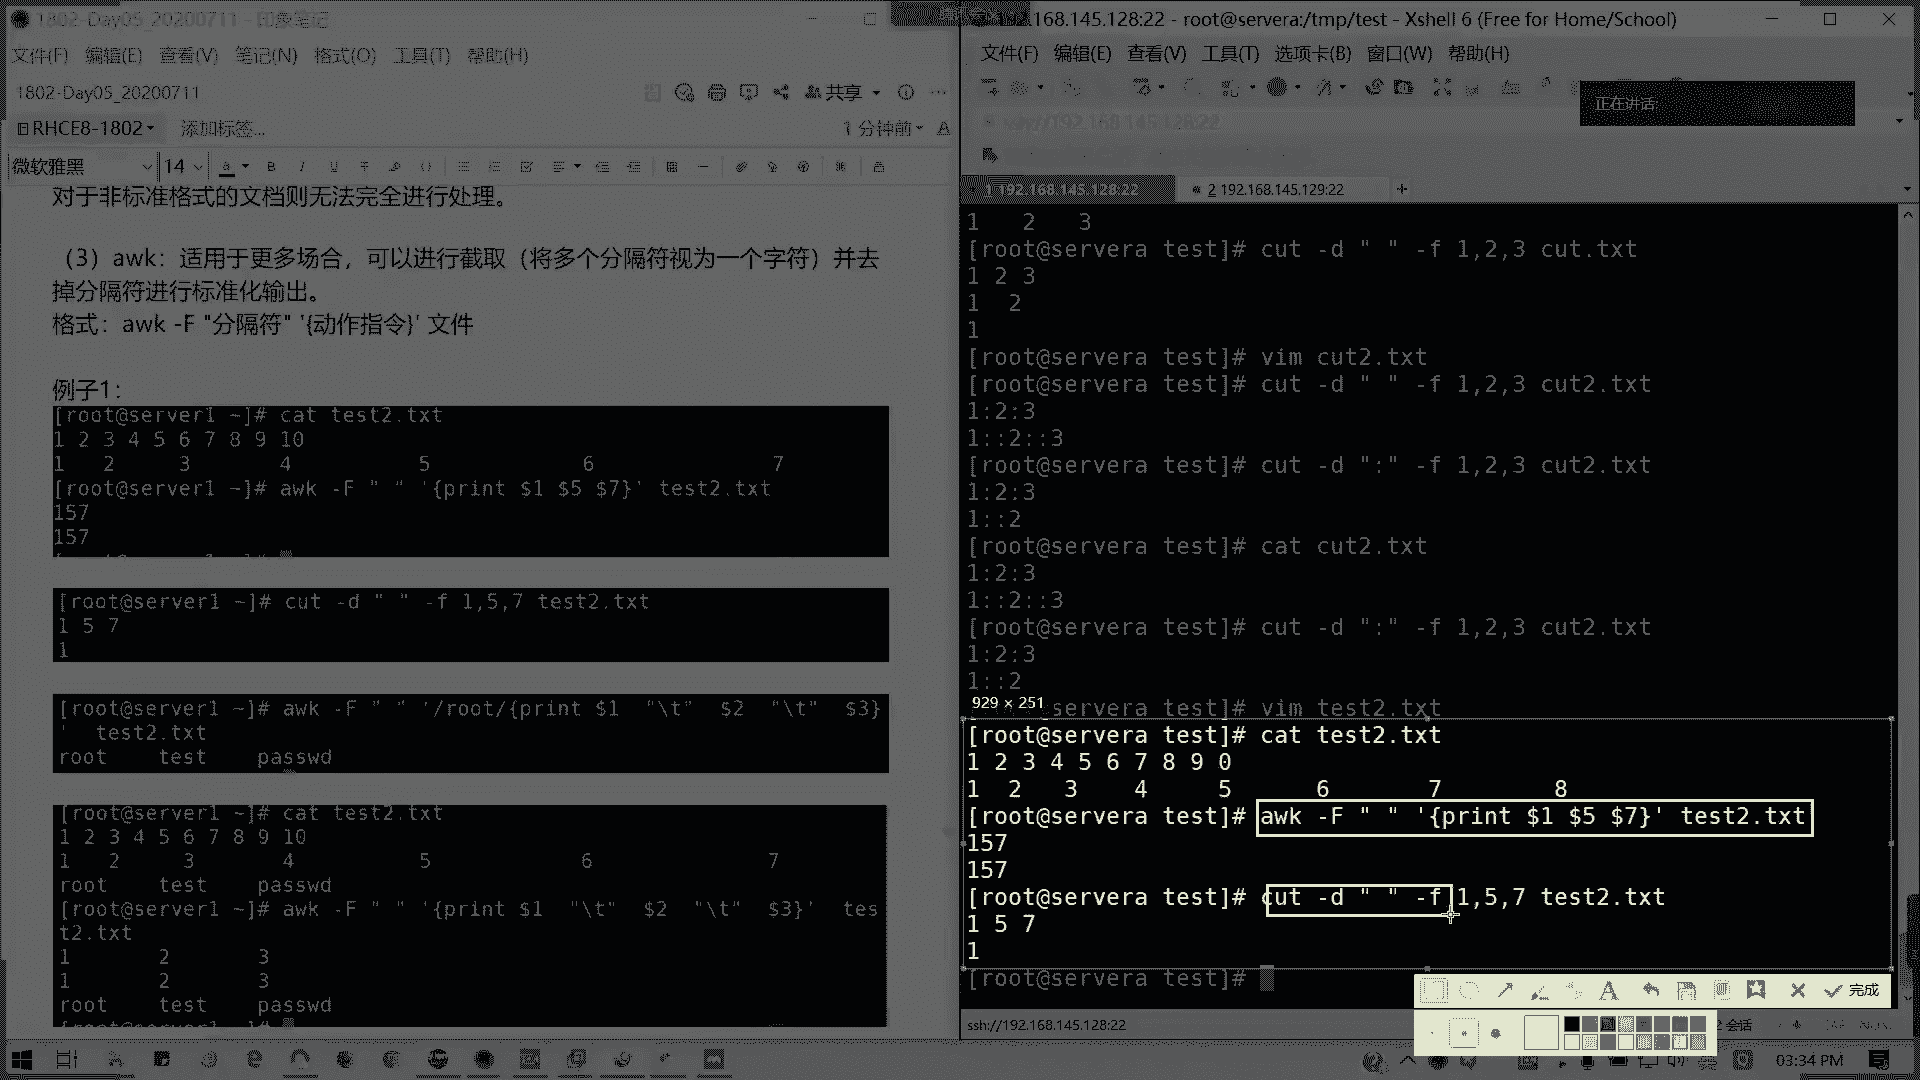 1802-Day05_20200711 - 印象笔记
文件(F) 编辑(E) 查看(V) 笔记(N) 格式(O) 工具(T) 帮助(H)
1802-Day05_20200711
共享
RHCE8-1802
添加标签...
1 分钟前
微软雅黑 14
对于非标准格式的文档则无法完全进行处理。
（3）awk：适用于更多场合，可以进行截取（将多个分隔符视为一个字符）并去
掉分隔符进行标准化输出。
格式：awk -F "分隔符" '{动作指令}' 文件
例子1：
[root@server1 ~]# cat test2.txt
1 2 3 4 5 6 7 8 9 10
1 2 3 4 5 6 7
[root@server1 ~]# awk -F " " '{print $1 $5 $7}' test2.txt
157
157
[root@server1 ~]# cut -d " " -f 1,5,7 test2.txt
1 5 7
1
[root@server1 ~]# awk -F " " '/root/{print $1 "\t" $2 "\t" $3}
' test2.txt
root test passwd
[root@server1 ~]# cat test2.txt
1 2 3 4 5 6 7 8 9 10
1 2 3 4 5 6 7
root test passwd
[root@server1 ~]# awk -F " " '{print $1 "\t" $2 "\t" $3}' tes
t2.txt
1 2 3
1 2 3
root test passwd
.168.145.128:22 - root@servera:/tmp/test - Xshell 6 (Free for Home/School)
文件(F) 编辑(E) 查看(V) 工具(T) 选项卡(B) 窗口(W) 帮助(H)
正在讲话:
ssh://192.168.145.128:22
1 192.168.145.128:22
2 192.168.145.129:22
1 2 3
[root@servera test]# cut -d " " -f 1,2,3 cut.txt
1 2 3
1  2
1
[root@servera test]# vim cut2.txt
[root@servera test]# cut -d " " -f 1,2,3 cut2.txt
1:2:3
1::2::3
[root@servera test]# cut -d ":" -f 1,2,3 cut2.txt
1:2:3
1::2
[root@servera test]# cat cut2.txt
1:2:3
1::2::3
[root@servera test]# cut -d ":" -f 1,2,3 cut2.txt
1:2:3
1::2
929 × 251
servera test]# vim test2.txt
[root@servera test]# cat test2.txt
1 2 3 4 5 6 7 8 9 0
1 2 3 4 5 6 7 8
[root@servera test]# awk -F " " '{print $1 $5 $7}' test2.txt
157
157
[root@servera test]# cut -d " " -f 1,5,7 test2.txt
1 5 7
1
[root@servera test]#
完成
ssh://192.168.145.128:22
会话
03:34 PM